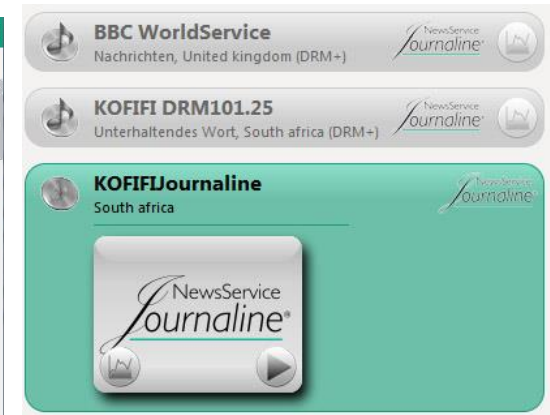 BBC WorldService
Nachrichten, United kingdom (DRM+)
NewsService
Journaline®
KOFIFI DRM101.25
Unterhaltendes Wort, South africa (DRM+)
NewsService
Journaline®
KOFIFIJournaline
South africa
NewsService
Journaline®
NewsService
Journaline®